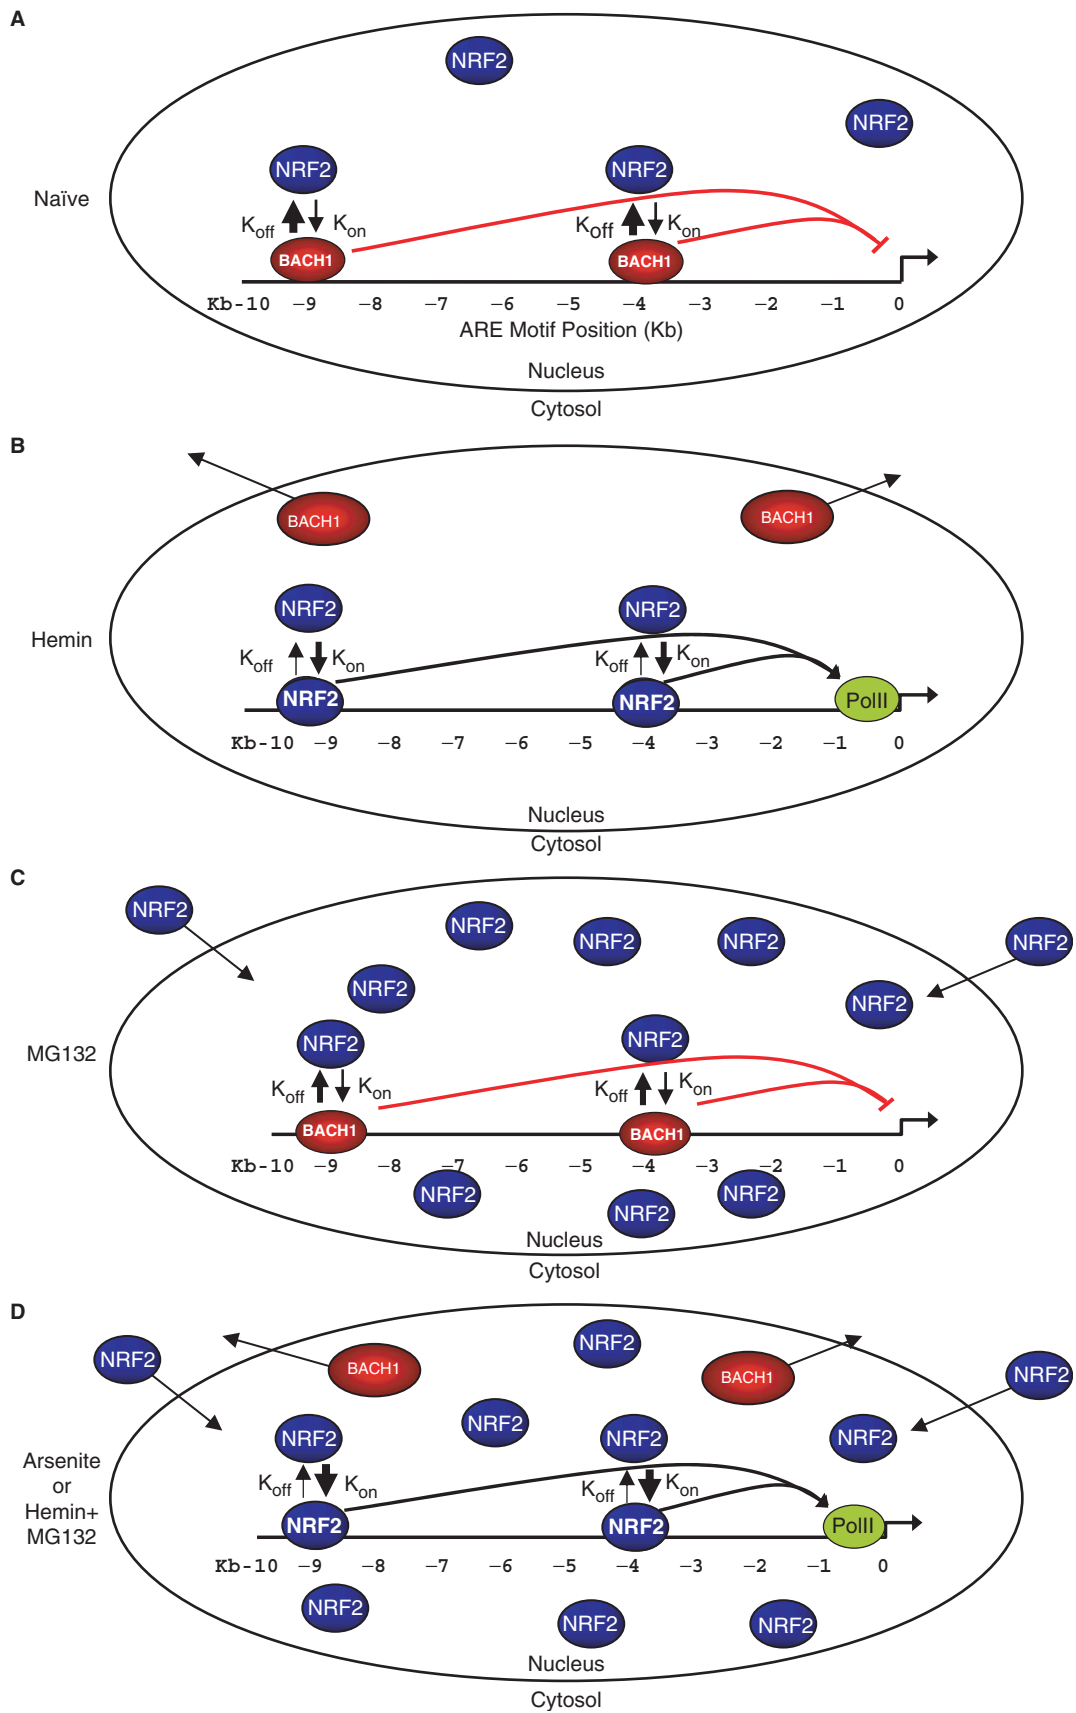 A
NRF2
NRF2
NRF2
NRF2
Naïve
Koff
Kon
Koff
Kon
BACH1
BACH1
Kb-10 −9 −8 −7 −6 −5 −4 −3 −2 −1 0
ARE Motif Position (Kb)
Nucleus
Cytosol
B
BACH1
BACH1
NRF2
NRF2
Hemin
Koff
Kon
Koff
Kon
NRF2
NRF2
PolII
Kb-10 −9 −8 −7 −6 −5 −4 −3 −2 −1 0
Nucleus
Cytosol
C
NRF2
NRF2
NRF2
NRF2
NRF2
NRF2
NRF2
NRF2
NRF2
MG132
Koff
Kon
Koff
Kon
BACH1
BACH1
Kb-10 −9 −8 −7 −6 −5 −4 −3 −2 −1 0
NRF2
NRF2
NRF2
Nucleus
Cytosol
D
NRF2
NRF2
BACH1
BACH1
NRF2
NRF2
NRF2
NRF2
NRF2
Arsenite
or
Hemin+
MG132
Koff
Kon
Koff
Kon
NRF2
NRF2
PolII
Kb-10 −9 −8 −7 −6 −5 −4 −3 −2 −1 0
NRF2
NRF2
NRF2
Nucleus
Cytosol